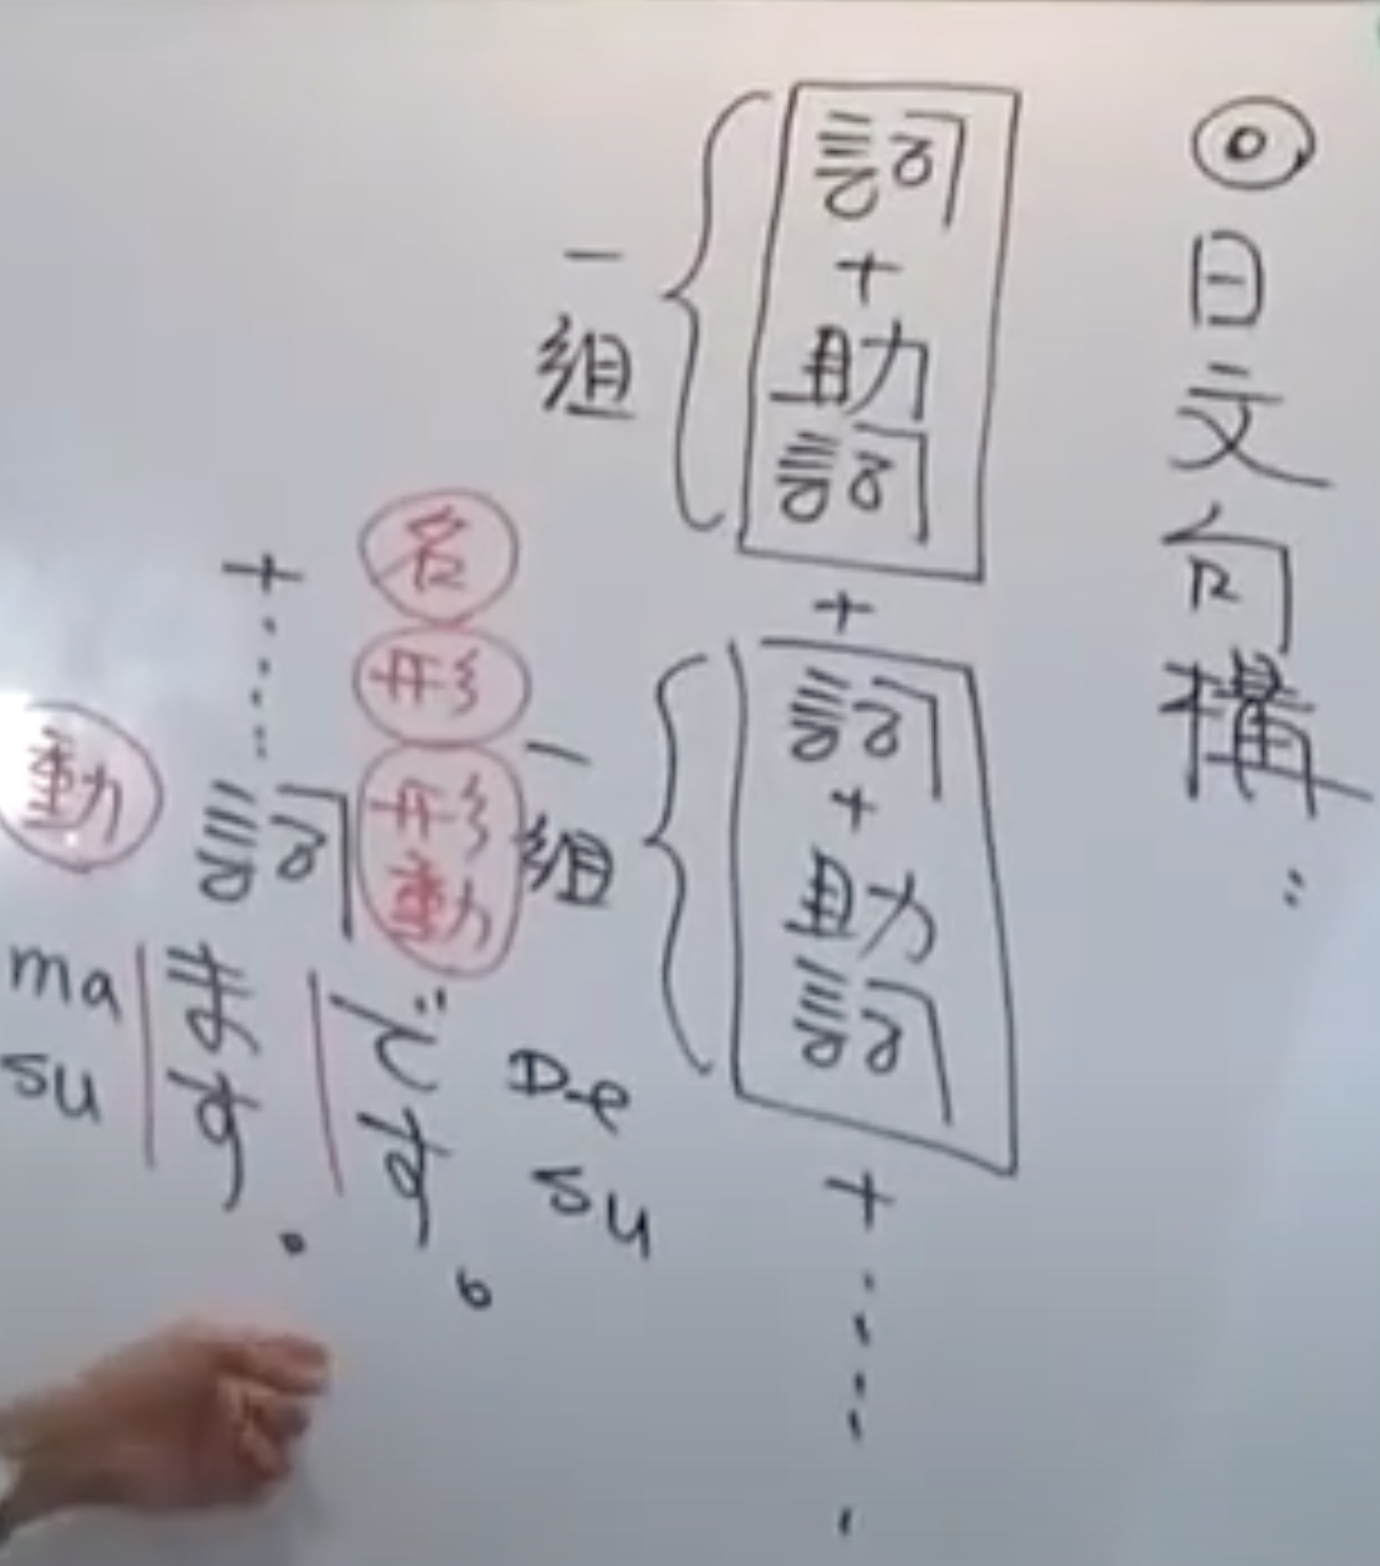 ◎日文句構：
詞+助詞+詞+助詞+……
一組
一組
+……詞ます。
です。
名
形
形動
動
De su
ma su